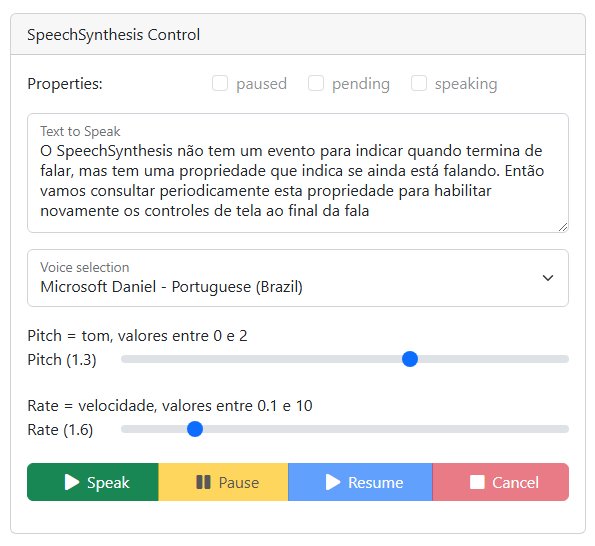 SpeechSynthesis Control
Properties: paused pending speaking
Text to Speak
O SpeechSynthesis não tem um evento para indicar quando termina de
falar, mas tem uma propriedade que indica se ainda está falando. Então
vamos consultar periodicamente esta propriedade para habilitar
novamente os controles de tela ao final da fala
Voice selection
Microsoft Daniel - Portuguese (Brazil)
Pitch = tom, valores entre 0 e 2
Pitch (1.3)
Rate = velocidade, valores entre 0.1 e 10
Rate (1.6)
Speak Pause Resume Cancel